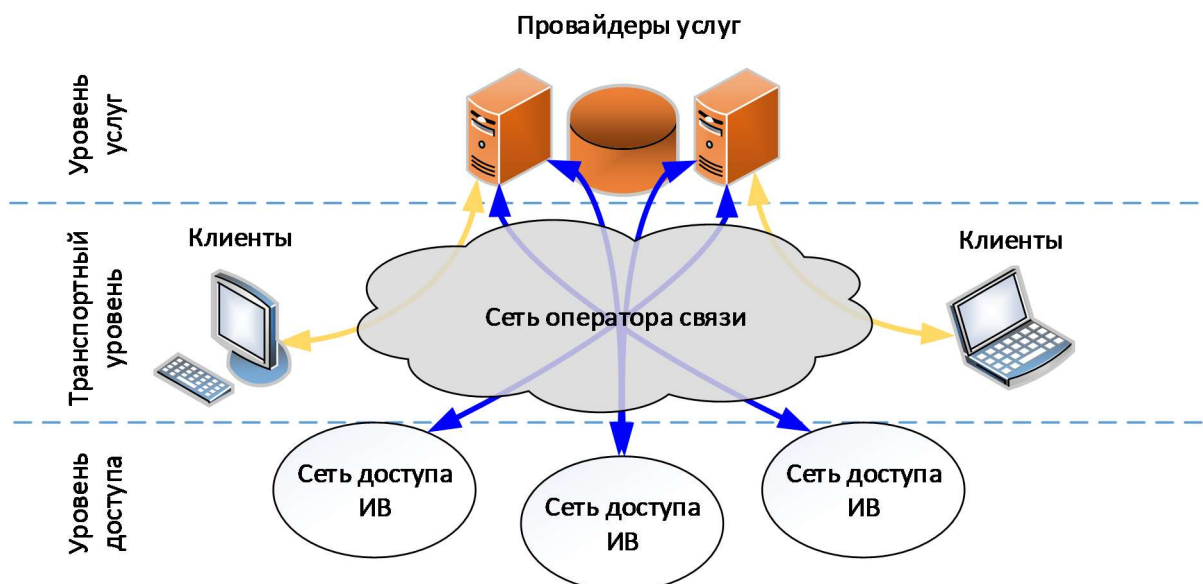 Провайдеры услуг
Уровень
услуг
Клиенты
Клиенты
Транспортный
уровень
Сеть оператора связи
Уровень
доступа
Сеть доступа
ИВ
Сеть доступа
ИВ
Сеть доступа
ИВ